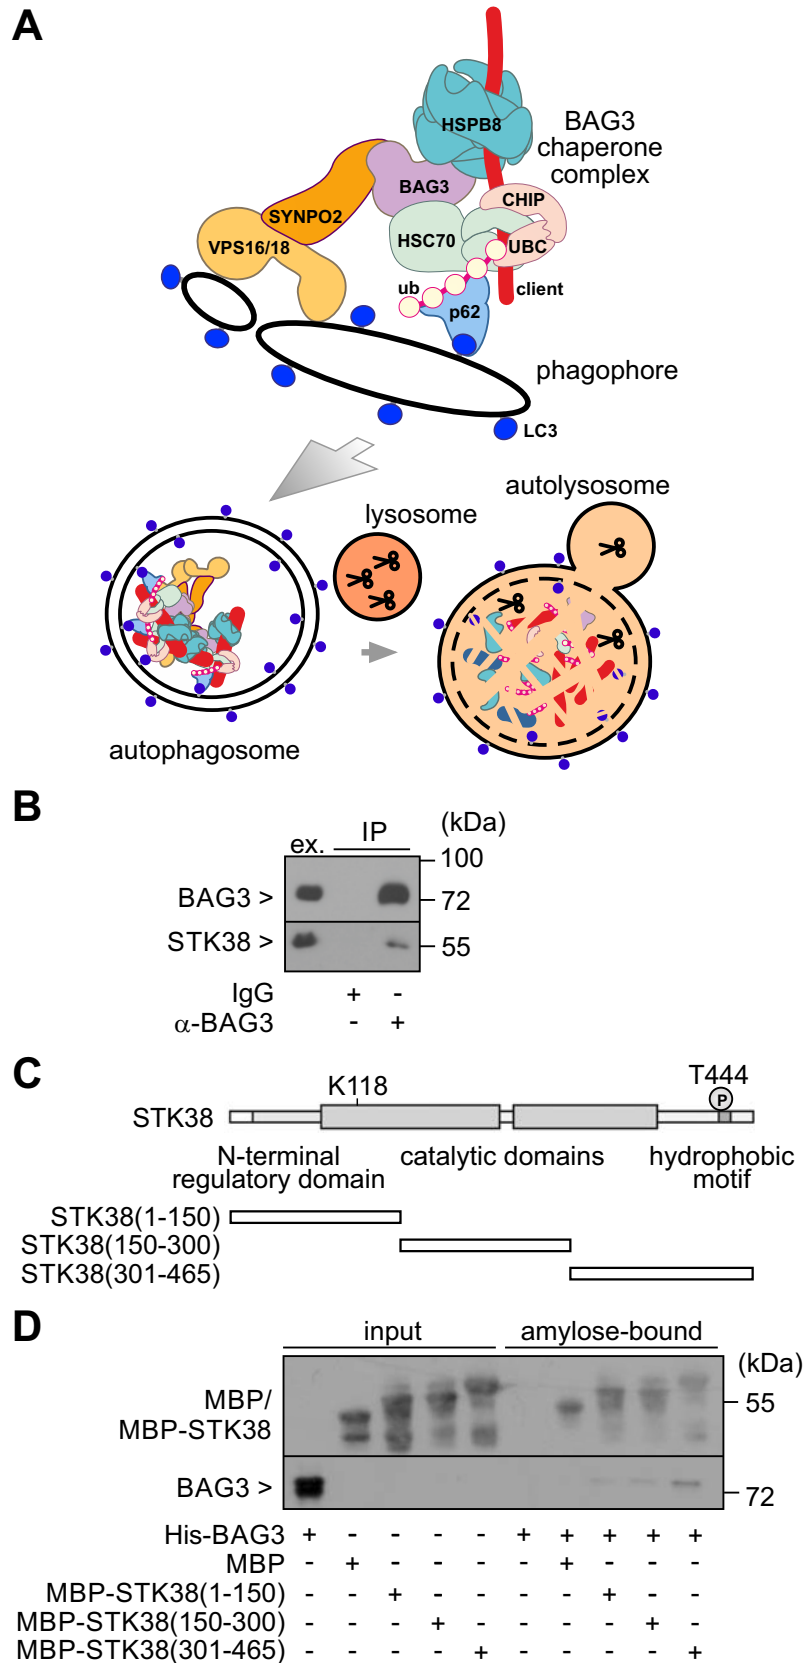 A
HSPB8
BAG3
chaperone
complex
BAG3
CHIP
SYNPO2
HSC70
UBC
VPS16/18
ub
client
p62
phagophore
LC3
autolysosome
lysosome
autophagosome
B
ex.
IP
(kDa)
100
BAG3 >
72
STK38 >
55
IgG + -
α-BAG3 - +
C
T444
K118
P
STK38
N-terminal
regulatory domain
catalytic domains
hydrophobic
motif
STK38(1-150)
STK38(150-300)
STK38(301-465)
D
input
amylose-bound
(kDa)
MBP/
MBP-STK38
55
BAG3 >
72
His-BAG3 + - - - - + + + + +
MBP - + - - - - + - - -
MBP-STK38(1-150) - - + - - - - + - -
MBP-STK38(150-300) - - - + - - - - + -
MBP-STK38(301-465) - - - - + - - - - +